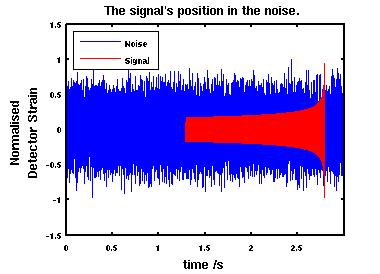 The signal's position in the noise.
Noise
Signal
Normalised
Detector Strain
1.5
1
0.5
0
-0.5
-1
-1.5
0 0.5 1 1.5 2 2.5
time /s